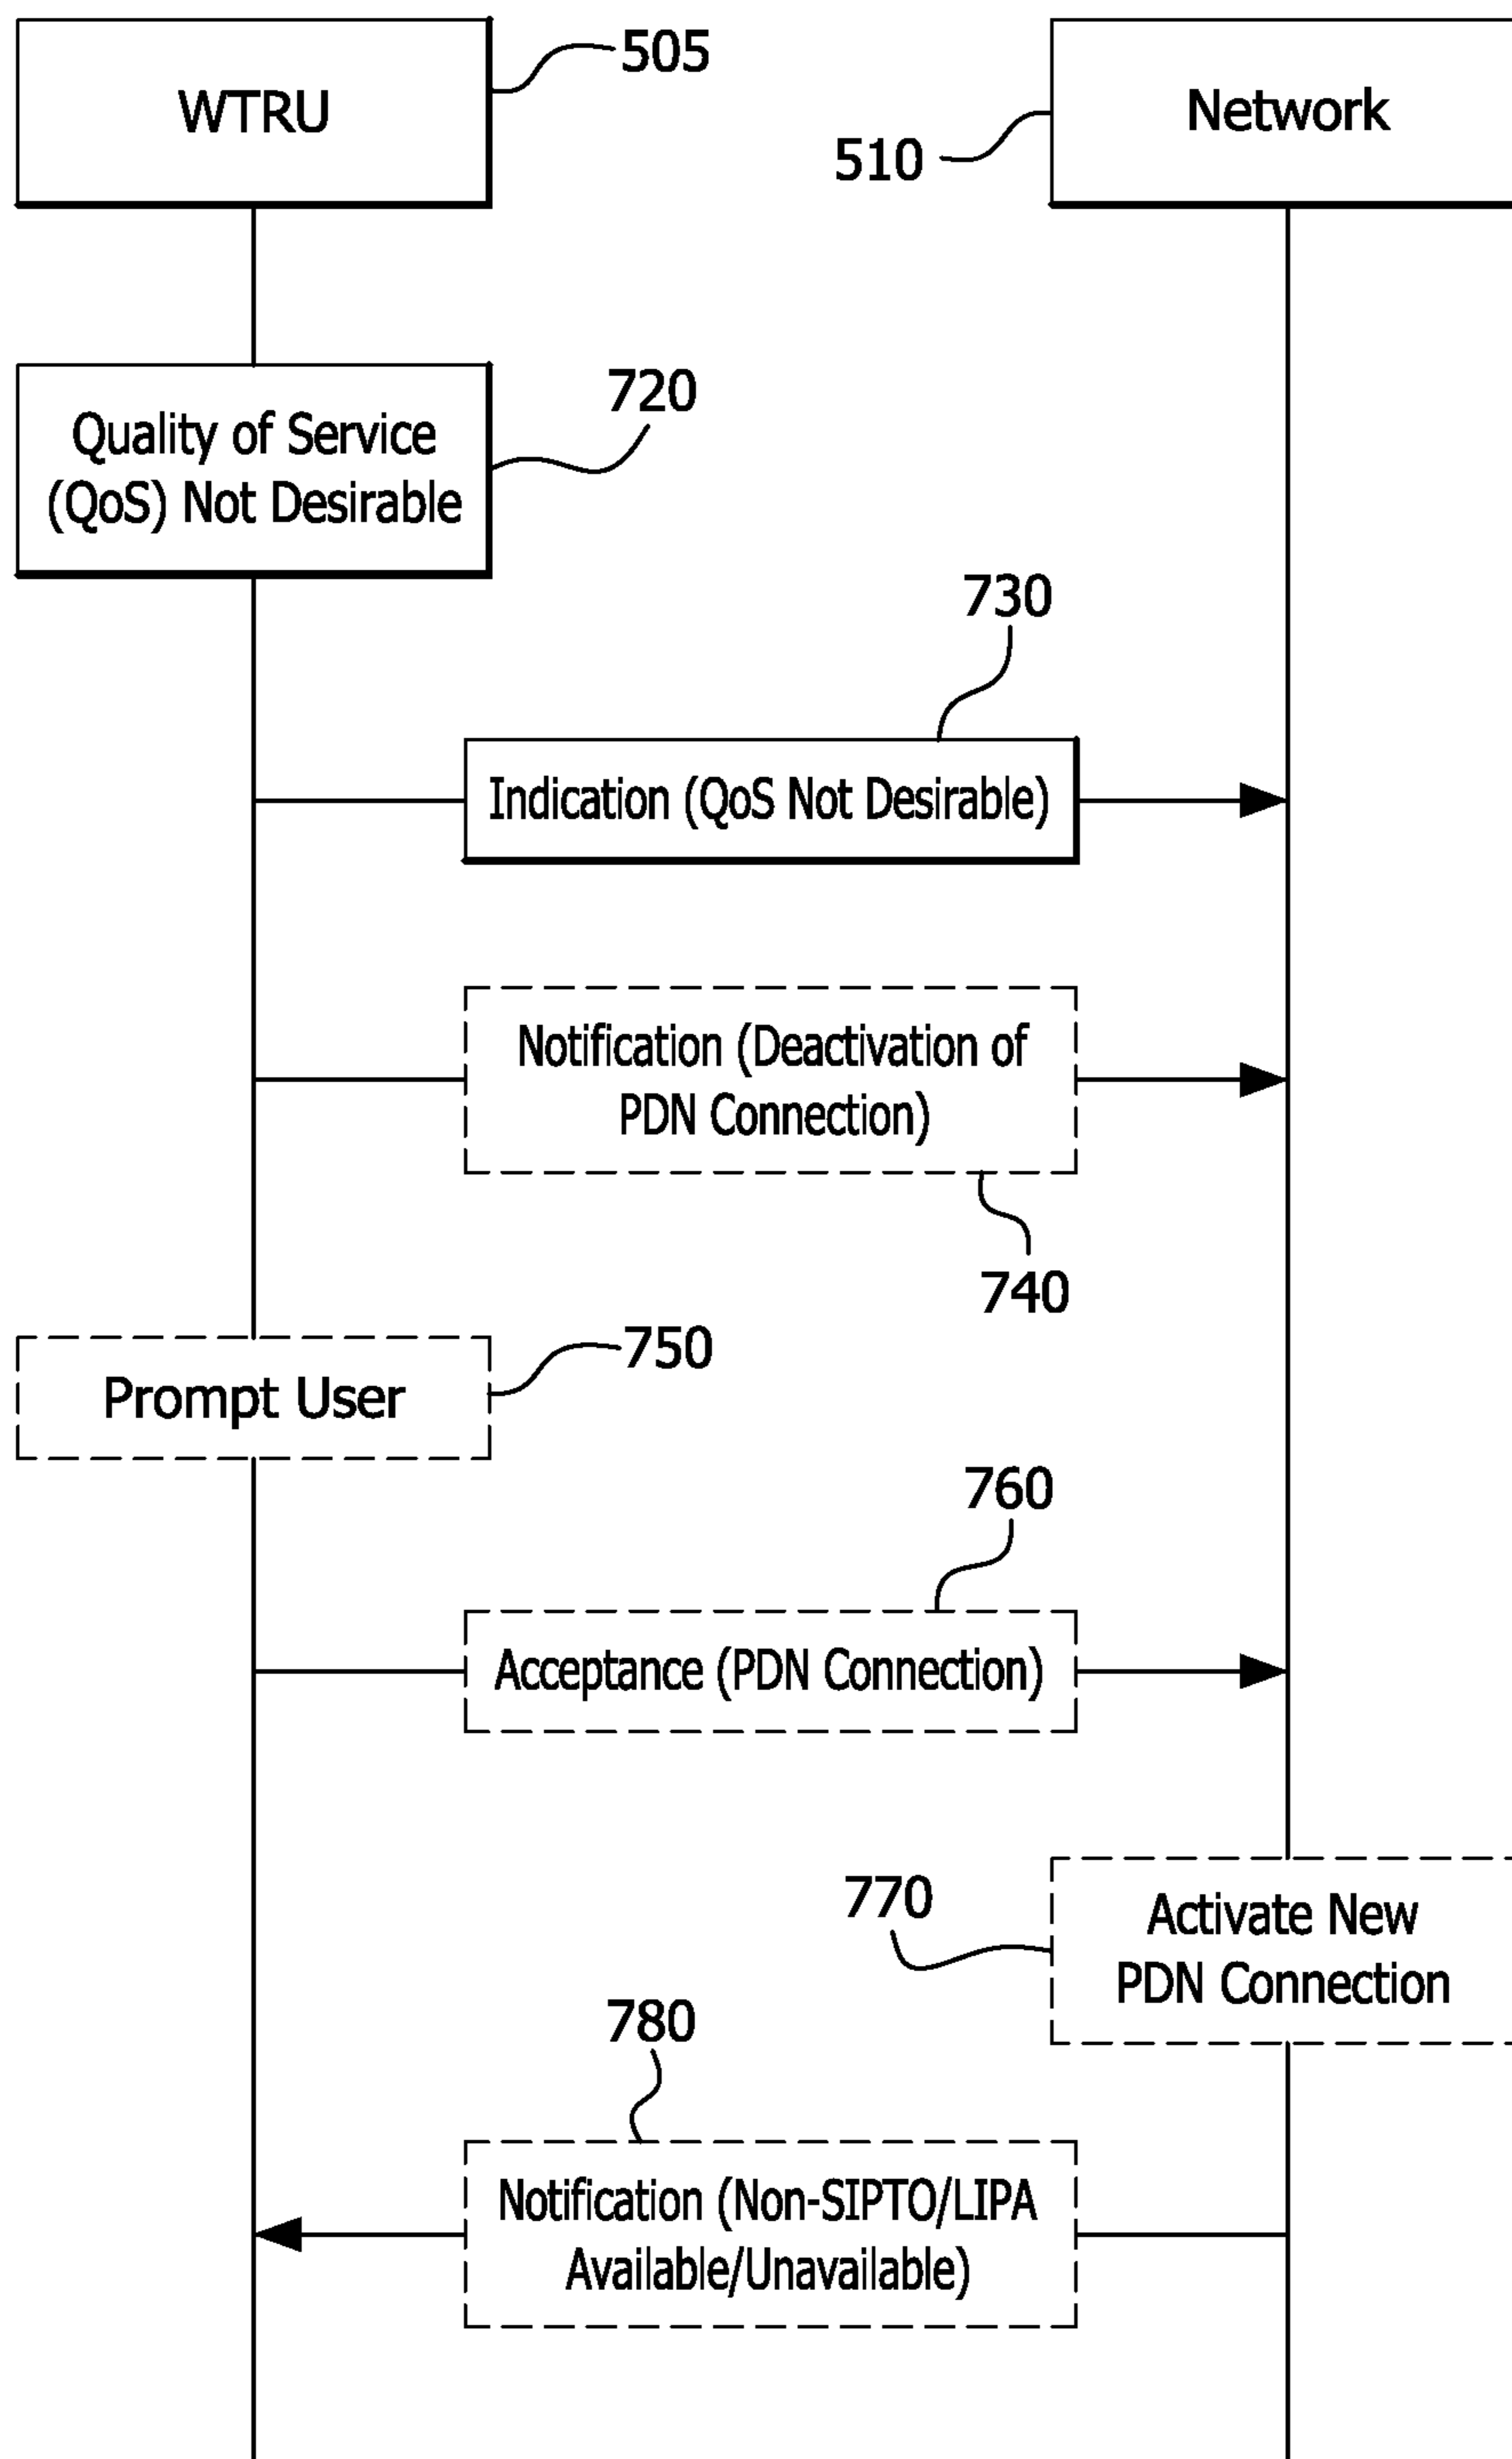 WTRU
505
510
Network
720
Quality of Service
(QoS) Not Desirable
730
Indication (QoS Not Desirable)
Notification (Deactivation of
PDN Connection)
740
750
Prompt User
760
Acceptance (PDN Connection)
770
Activate New
PDN Connection
780
Notification (Non-SIPTO/LIPA
Available/Unavailable)